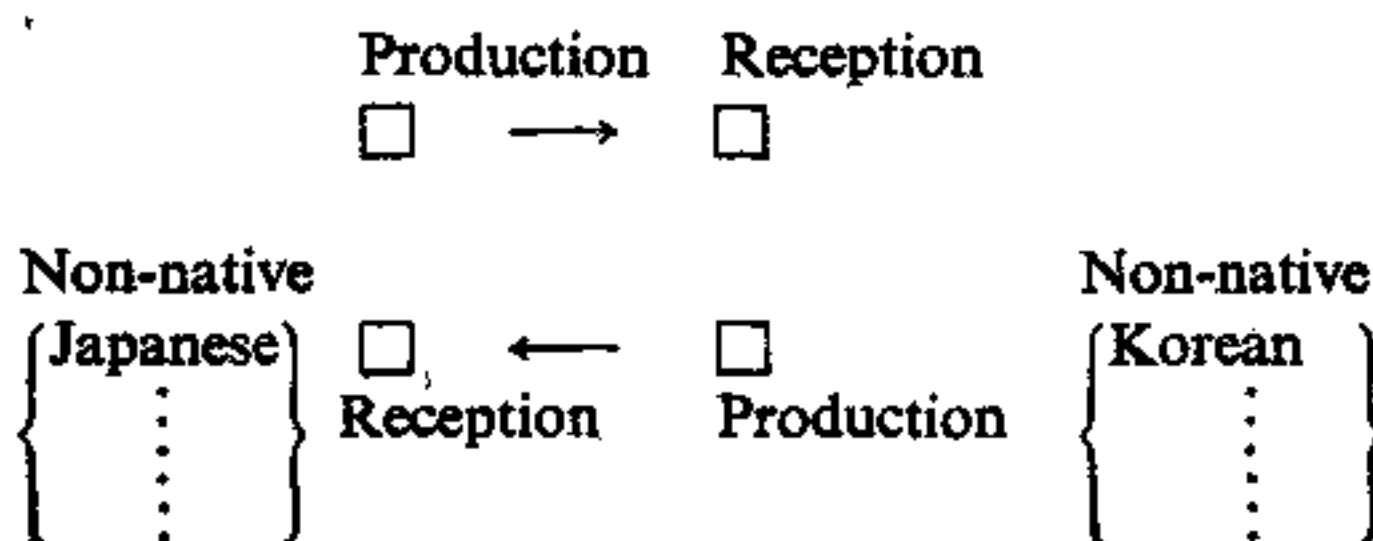 Production Reception
Non-native Non-native
Japanese Korean
Reception Production